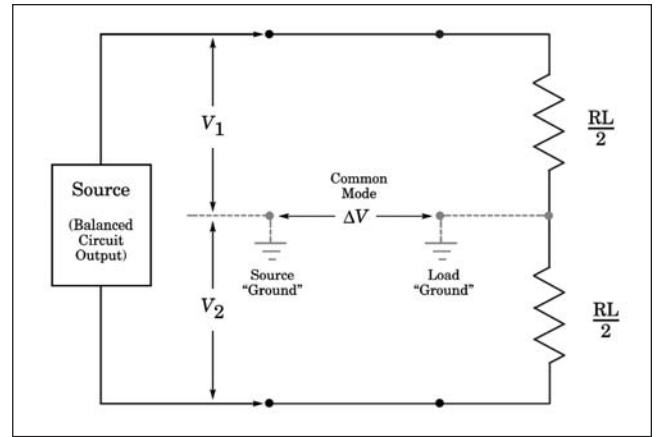 V1
Source
(Balanced
Circuit
Output)
Common
Mode
ΔV
Source
"Ground"
Load
"Ground"
V2
RL
2
RL
2